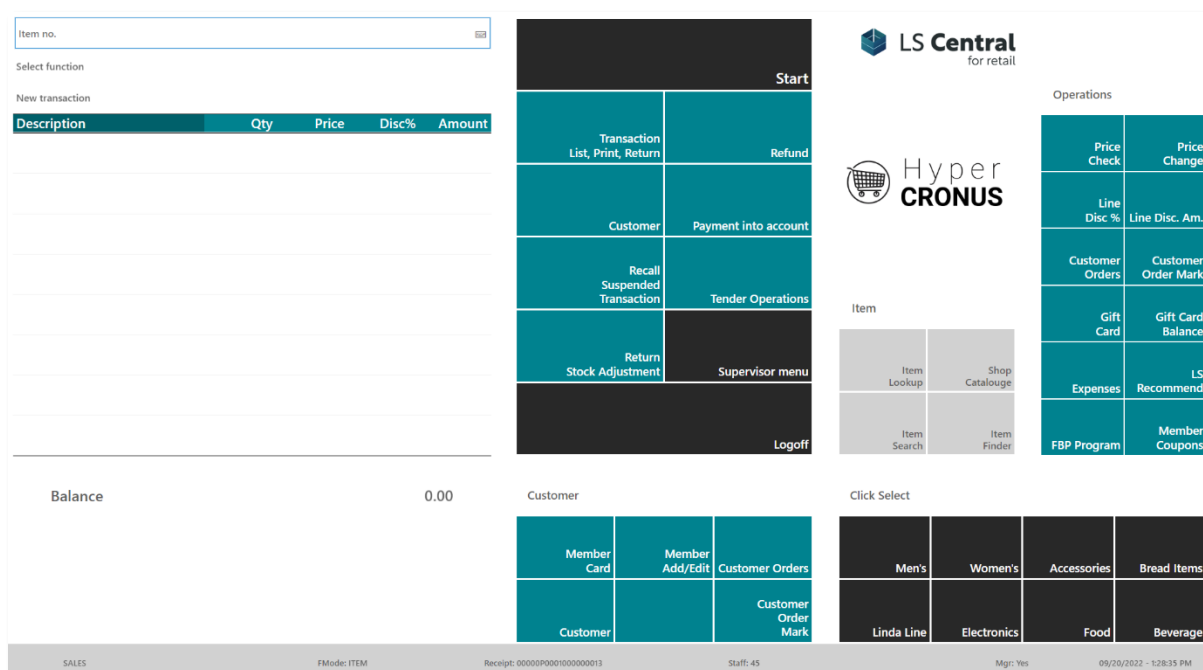 Item no.
Select function
New transaction
Description Qty Price Disc% Amount
Balance 0.00
Start
Transaction
List, Print, Return
Refund
Customer
Payment into account
Recall
Suspended
Transaction
Tender Operations
Return
Stock Adjustment
Supervisor menu
Logoff
LS Central
for retail
Hyper
CRONUS
Item
Item
Lookup
Shop
Catalouge
Item
Search
Item
Finder
Operations
Price
Check
Price
Change
Line
Disc %
Line Disc. Am.
Customer
Orders
Customer
Order Mark
Gift
Card
Gift Card
Balance
Expenses
LS
Recommend
FBP Program
Member
Coupons
Customer
Member
Card
Member
Add/Edit
Customer Orders
Customer
Customer
Order
Mark
Click Select
Men's
Women's
Accessories
Bread Items
Linda Line
Electronics
Food
Beverage
SALES FMode: ITEM Receipt: 00000P0001000000013 Staff: 45 Mgr: Yes 09/20/2022 - 1:28:35 PM